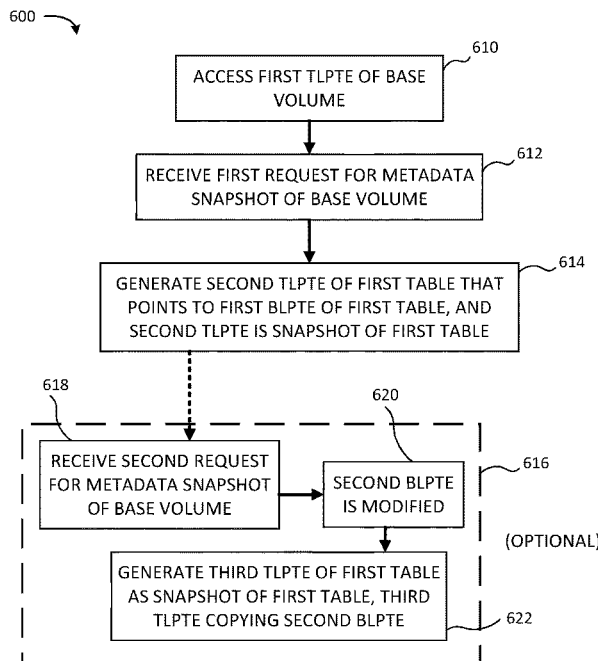 600
610
ACCESS FIRST TLPTE OF BASE
VOLUME
612
RECEIVE FIRST REQUEST FOR METADATA
SNAPSHOT OF BASE VOLUME
614
GENERATE SECOND TLPTE OF FIRST TABLE THAT
POINTS TO FIRST BLPTE OF FIRST TABLE, AND
SECOND TLPTE IS SNAPSHOT OF FIRST TABLE
618
RECEIVE SECOND REQUEST
FOR METADATA SNAPSHOT
OF BASE VOLUME
620
SECOND BLPTE
IS MODIFIED
616
(OPTIONAL)
GENERATE THIRD TLPTE OF FIRST TABLE
AS SNAPSHOT OF FIRST TABLE, THIRD
TLPTE COPYING SECOND BLPTE
622